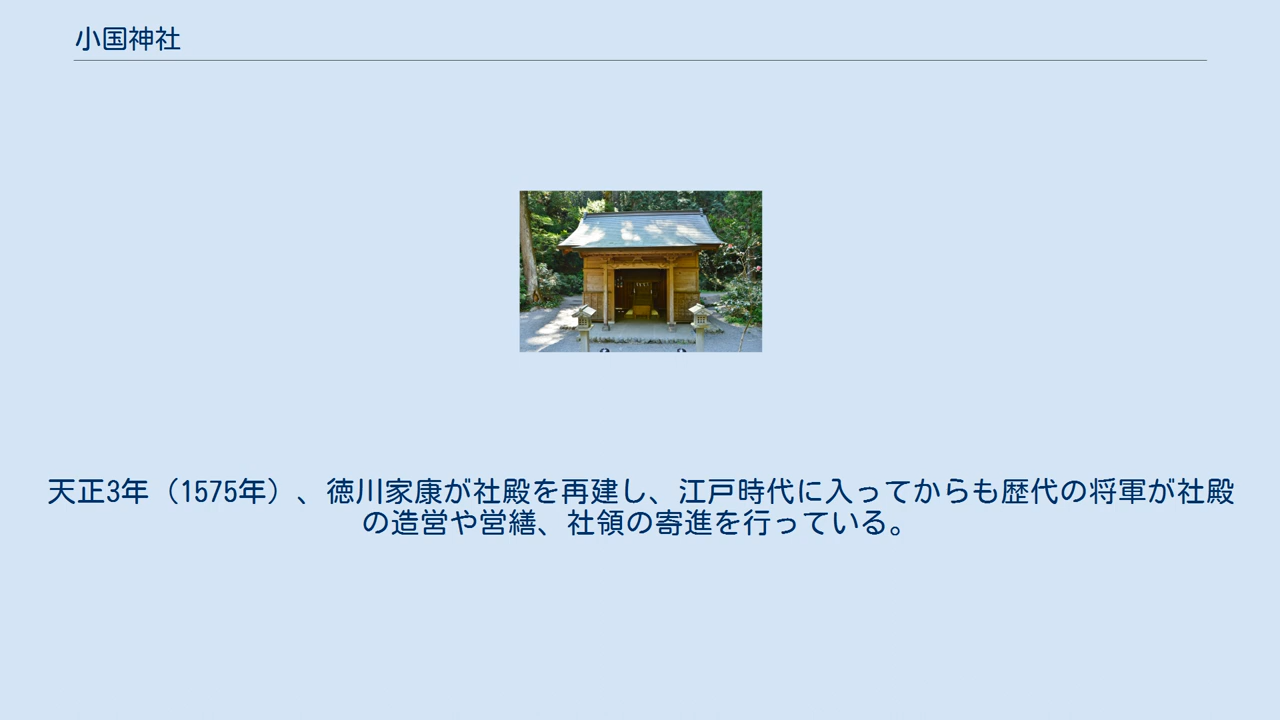 小国神社
天正3年（1575年）、徳川家康が社殿を再建し、江戸時代に入ってからも歴代の将軍が社殿
の造営や営繕、社領の寄進を行っている。